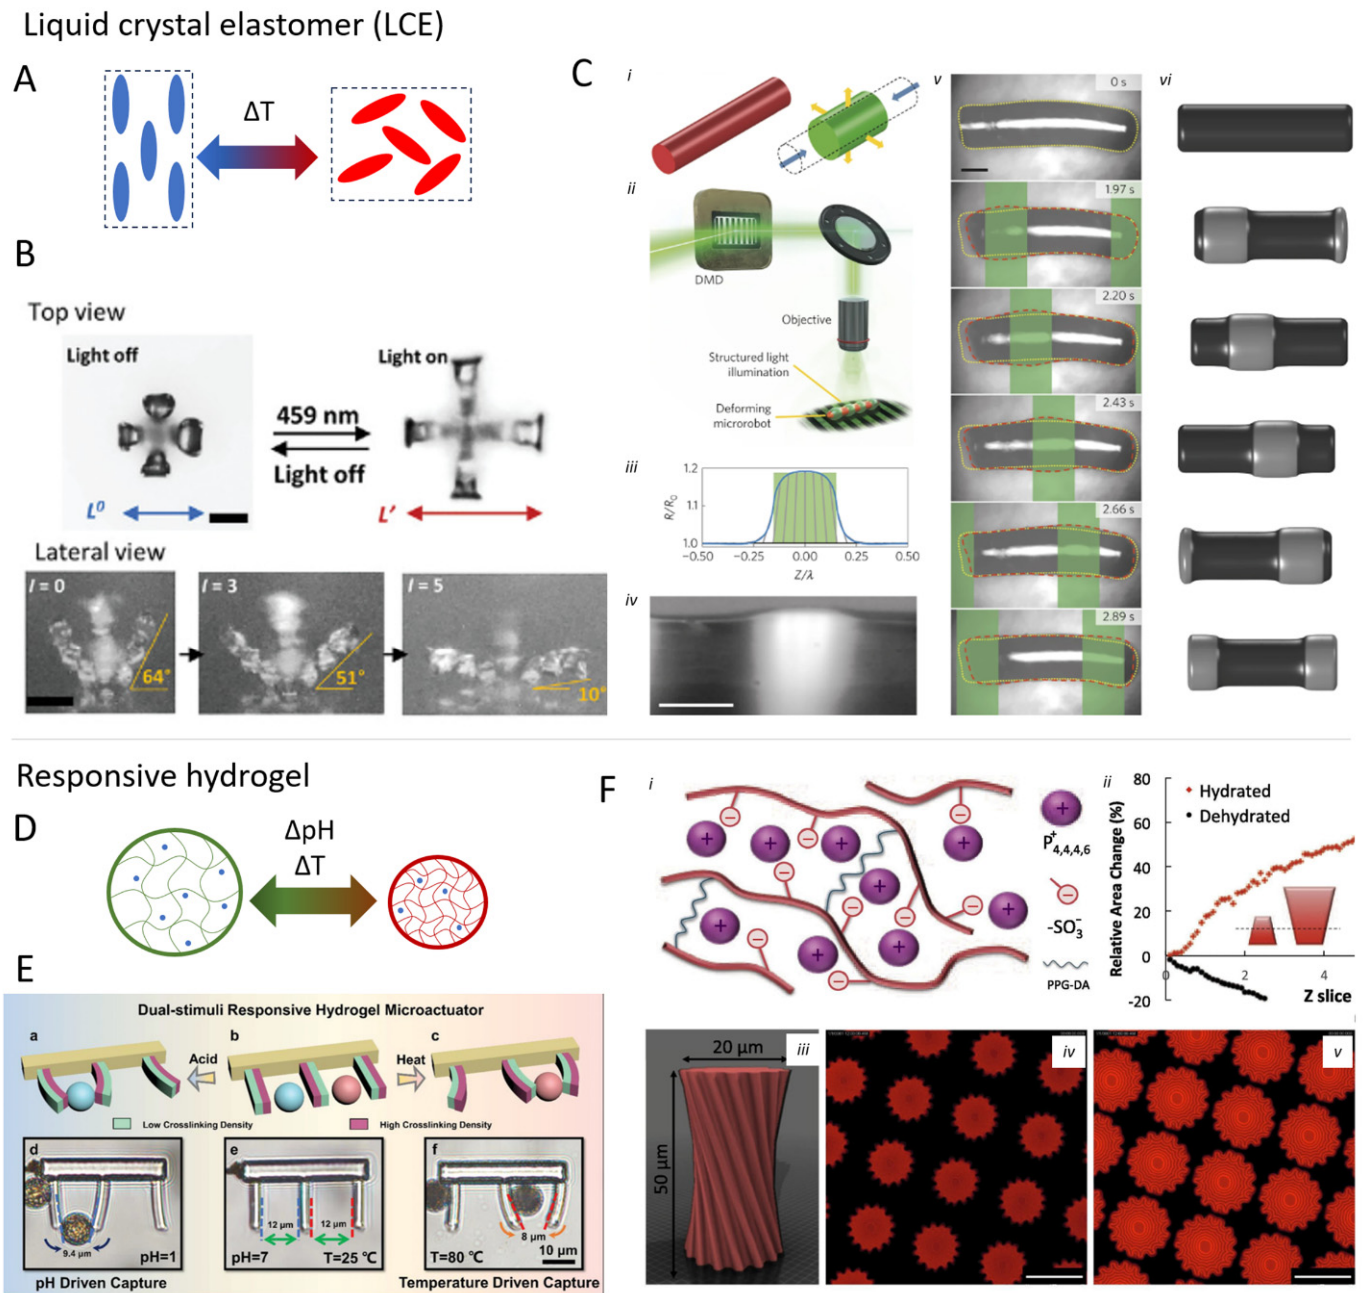 Liquid crystal elastomer (LCE)
A
ΔT
B
Top view
Light off
459 nm
Light off
Light on
L⁰
L'
Lateral view
I = 0
64°
I = 3
51°
I = 5
10°
C
i
ii
DMD
Objective
Structured light
illumination
Deforming
microrobot
iii
R/R₀
1.2
1.1
1.0
−0.50
−0.25
0.00
0.25
0.50
Z/λ
iv
v
0 s
1.97 s
2.20 s
2.43 s
2.66 s
2.89 s
vi
Responsive hydrogel
D
ΔpH
ΔT
E
Dual-stimuli Responsive Hydrogel Microactuator
a
Acid
b
Heat
c
Low Crosslinking Density
High Crosslinking Density
d
9.4 μm
pH=1
e
12 μm
12 μm
pH=7
T=25 ℃
f
8 μm
T=80 ℃
10 μm
pH Driven Capture
Temperature Driven Capture
F
i
P⁺4,4,4,6
-SO₃⁻
PPG-DA
ii
Relative Area Change (%)
80
60
40
20
0
-20
Hydrated
Dehydrated
0
2
4
Z slice
20 μm
50 μm
iii
iv
v